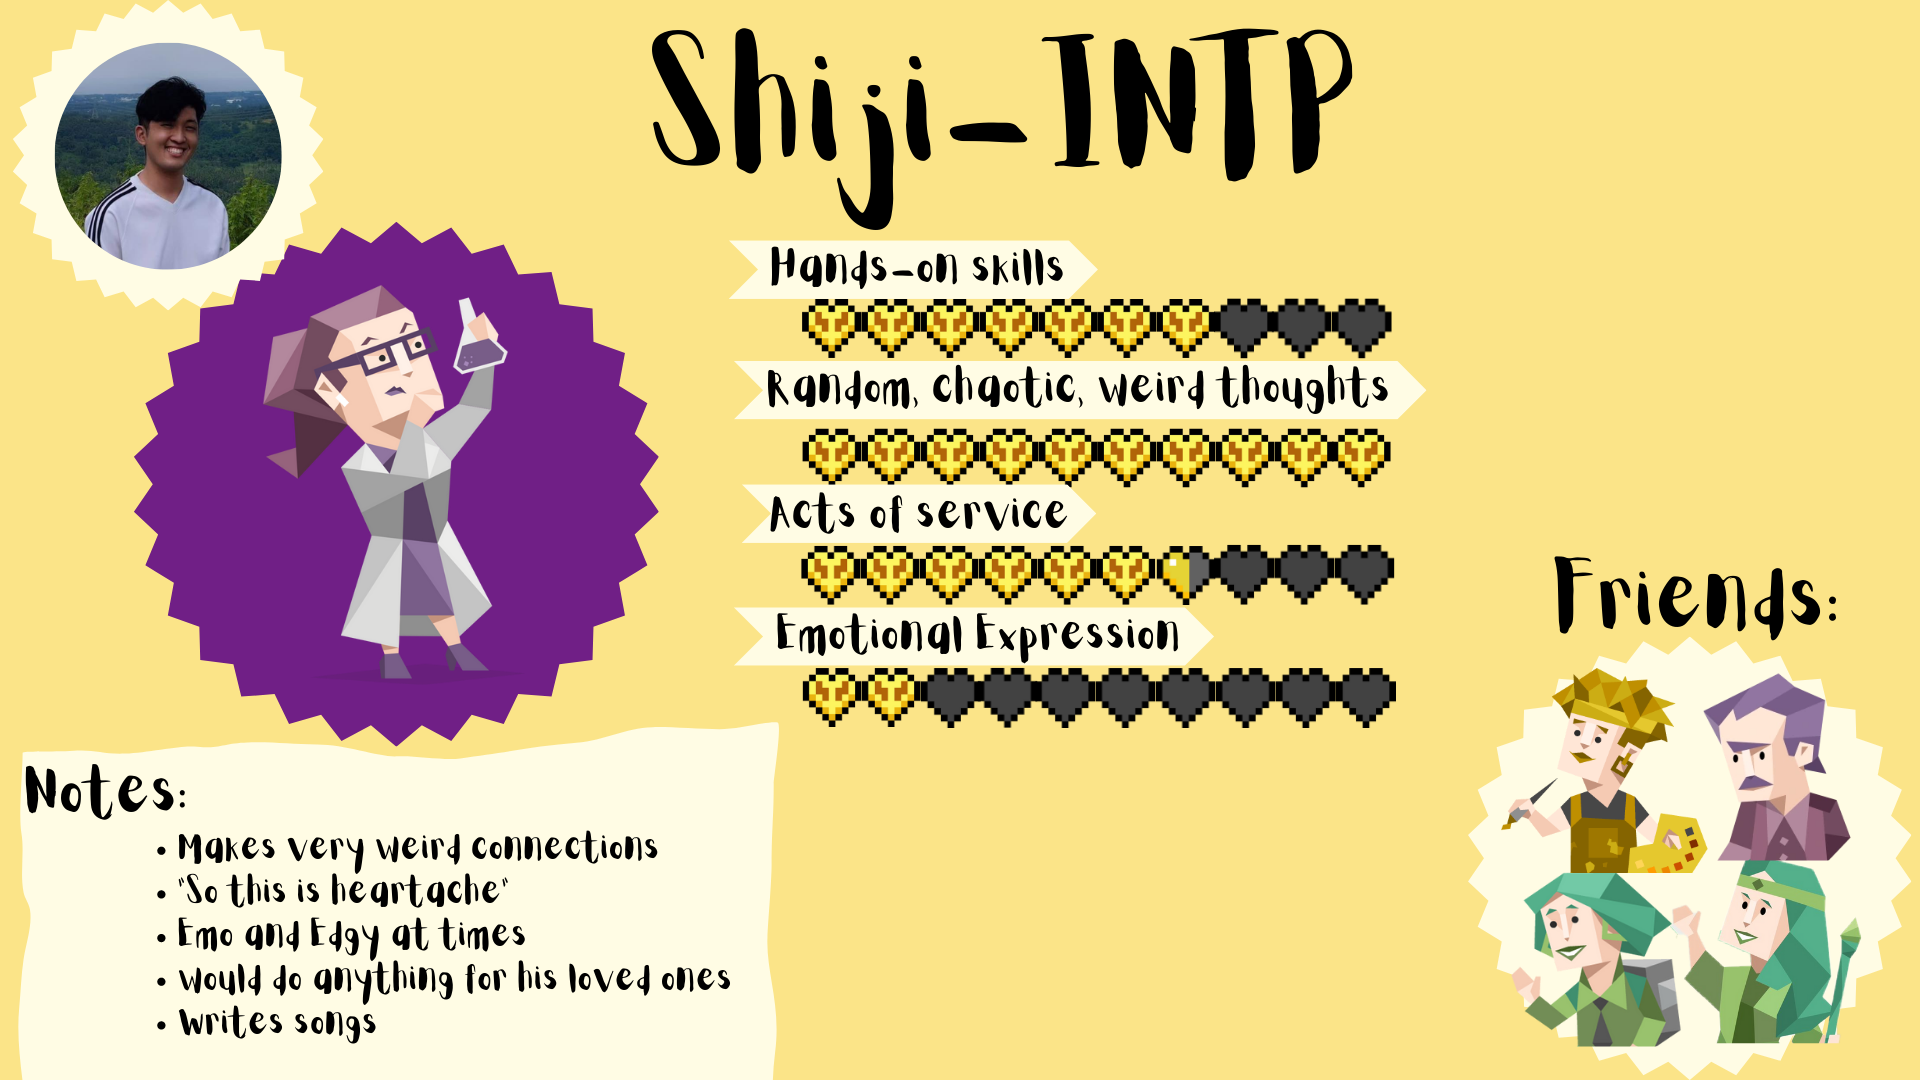 Shiji-INTP
Hands-on skills
Random, chaotic, weird thoughts
Acts of service
Emotional Expression
Friends:
Notes:
• Makes very weird connections
• "So this is heartache"
• Emo and Edgy at times
• would do anything for his loved ones
• Writes songs